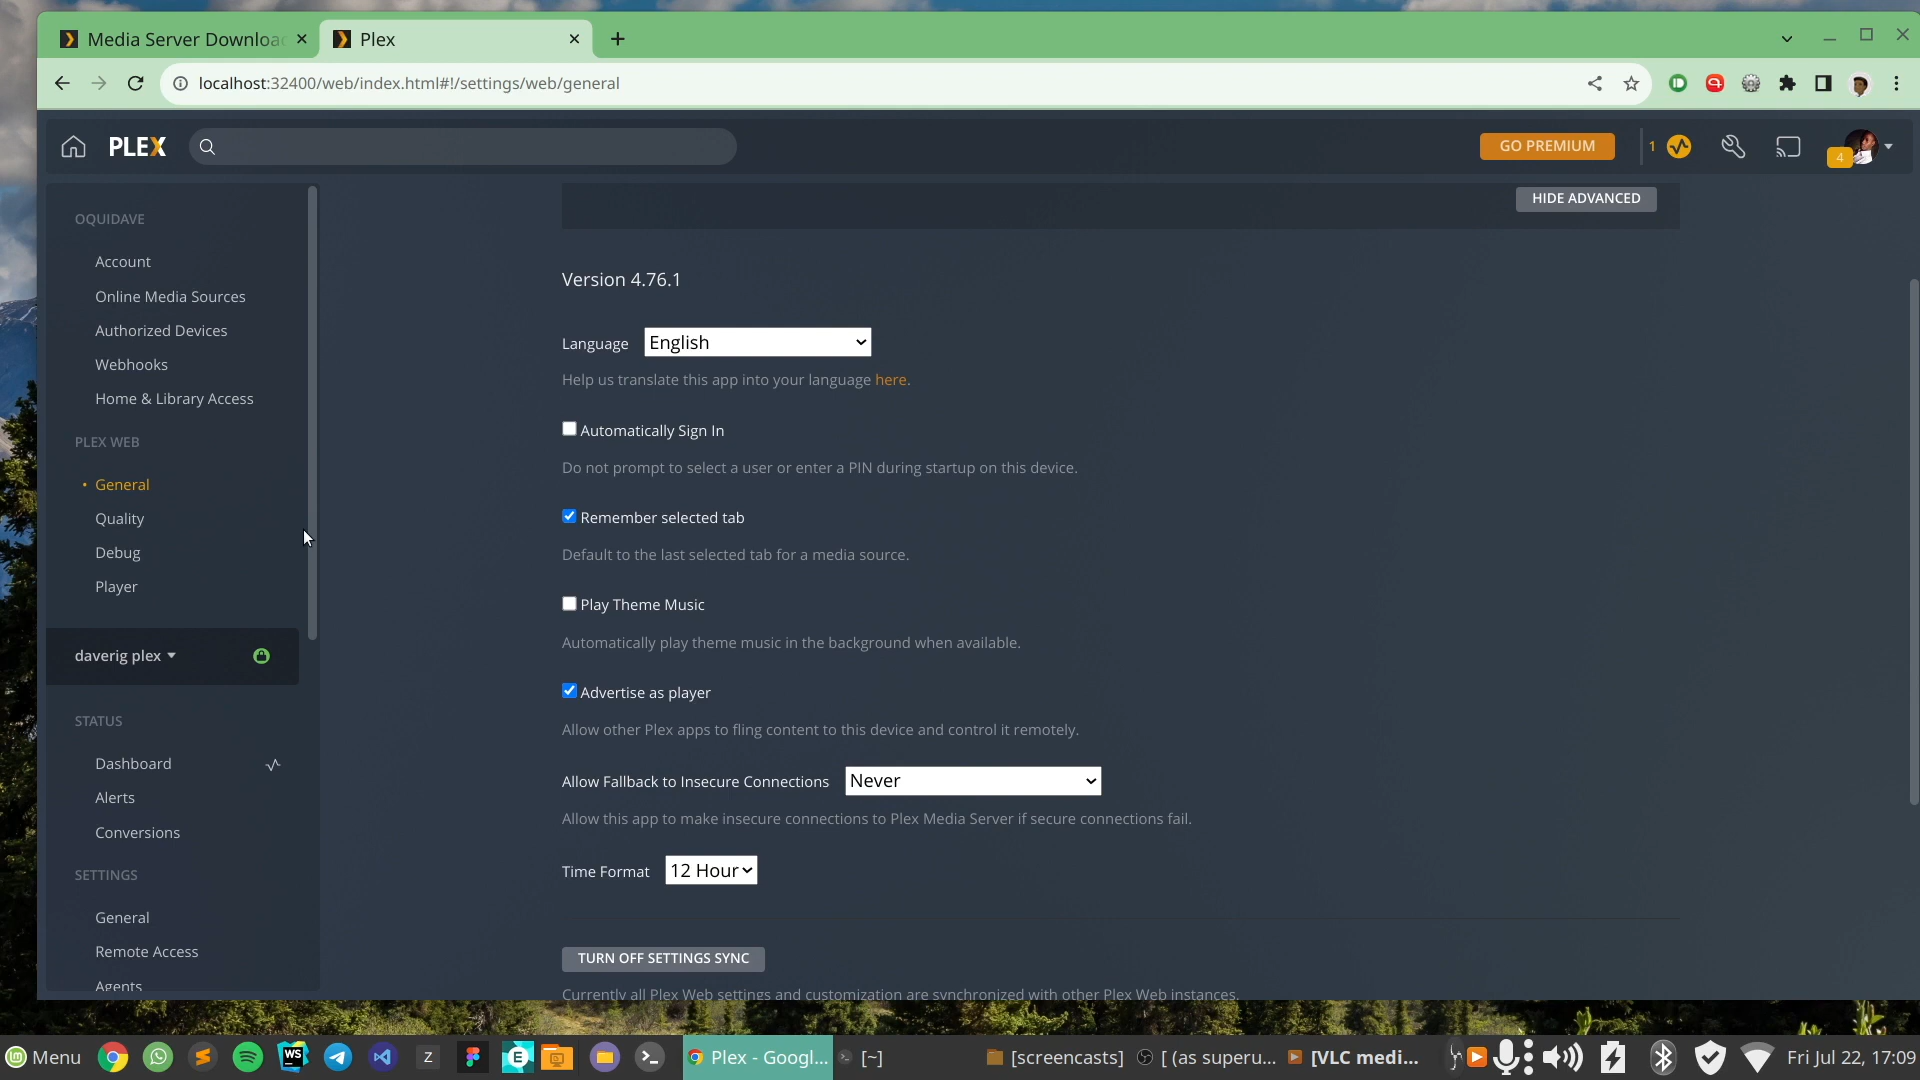 Media Server Downloa
Plex
localhost:32400/web/index.html#!/settings/web/general
PLEX
GO PREMIUM
1
4
HIDE ADVANCED
OQUIDAVE
Account
Online Media Sources
Authorized Devices
Webhooks
Home & Library Access
PLEX WEB
General
Quality
Debug
Player
daverig plex
STATUS
Dashboard
Alerts
Conversions
SETTINGS
General
Remote Access
Agents
Version 4.76.1
Language English
Help us translate this app into your language here.
Automatically Sign In
Do not prompt to select a user or enter a PIN during startup on this device.
Remember selected tab
Default to the last selected tab for a media source.
Play Theme Music
Automatically play theme music in the background when available.
Advertise as player
Allow other Plex apps to fling content to this device and control it remotely.
Allow Fallback to Insecure Connections Never
Allow this app to make insecure connections to Plex Media Server if secure connections fail.
Time Format 12 Hour
TURN OFF SETTINGS SYNC
Currently all Plex Web settings and customization are synchronized with other Plex Web instances.
Menu
WS
Z
E
Plex - Googl...
[~]
[screencasts]
[ (as superu...
[VLC medi...
Fri Jul 22, 17:09